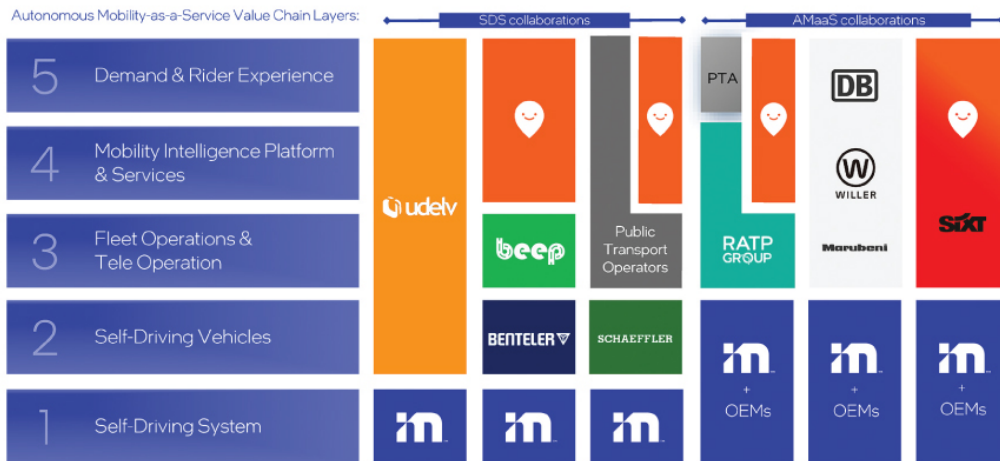 Autonomous Mobility-as-a-Service Value Chain Layers:
SDS collaborations
AMaaS collaborations
5
Demand & Rider Experience
4
Mobility Intelligence Platform
& Services
3
Fleet Operations &
Tele Operation
2
Self-Driving Vehicles
1
Self-Driving System
udelv
beep
BENTELER
Public
Transport
Operators
SCHAEFFLER
PTA
RATP
GROUP
DB
W
WILLER
Marubeni
SIXT
m
m
m
m
+
OEMs
m
+
OEMs
m
+
OEMs